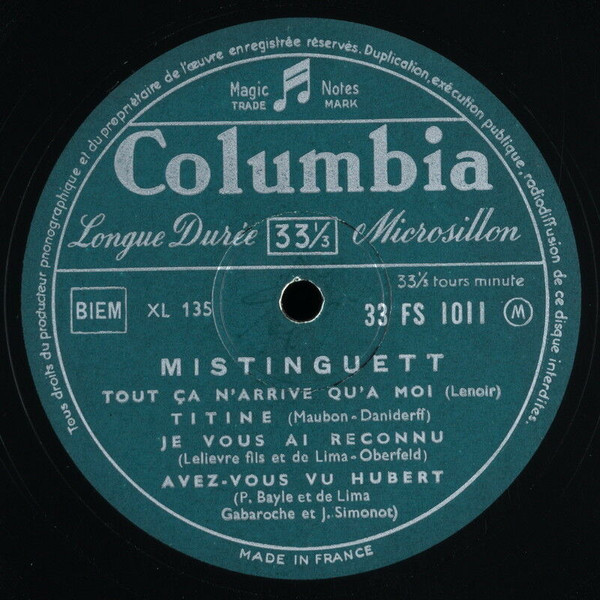 Tous droits du producteur phonographique et du propriétaire de l'œuvre enregistrée réservés. Duplication, exécution publique, radiodiffusion de ce disque interdites.
Magic Notes
TRADE MARK
Columbia
Longue Durée 33⅓ Microsillon
33⅓ tours minute
BIEM XL 135 33 FS 1011 M
MISTINGUETT
TOUT ÇA N'ARRIVE QU'A MOI (Lenoir)
TITINE (Maubon-Daniderff)
JE VOUS AI RECONNU
(Lelievre fils et de Lima-Oberfeld)
AVEZ-VOUS VU HUBERT
(P. Bayle et de Lima
Gabaroche et J. Simonot)
MADE IN FRANCE